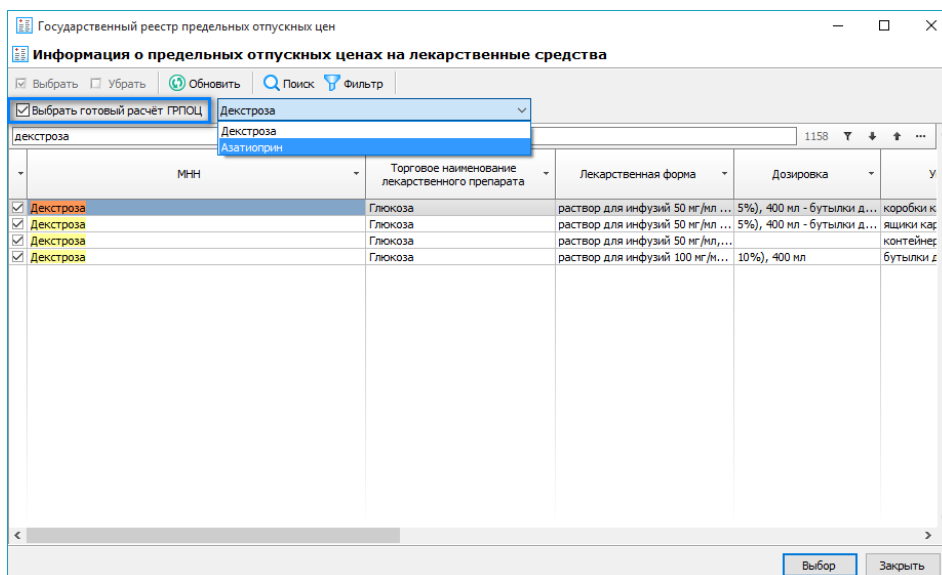 Государственный реестр предельных отпускных цен
Информация о предельных отпускных ценах на лекарственные средства
Выбрать Убрать Обновить Поиск Фильтр
Выбрать готовый расчёт ГРПОЦ Декстроза
Декстроза
Азатиоприн
декстроза 1158 ...
МНН Торговое наименование лекарственного препарата Лекарственная форма Дозировка У
Декстроза Глюкоза раствор для инфузий 50 мг/мл ... 5%), 400 мл - бутылки д... коробки к
Декстроза Глюкоза раствор для инфузий 50 мг/мл ... 5%), 400 мл - бутылки д... ящики кар
Декстроза Глюкоза раствор для инфузий 50 мг/мл,... контейнер
Декстроза Глюкоза раствор для инфузий 100 мг/м... 10%), 400 мл бутылки д
Выбор Закрыть